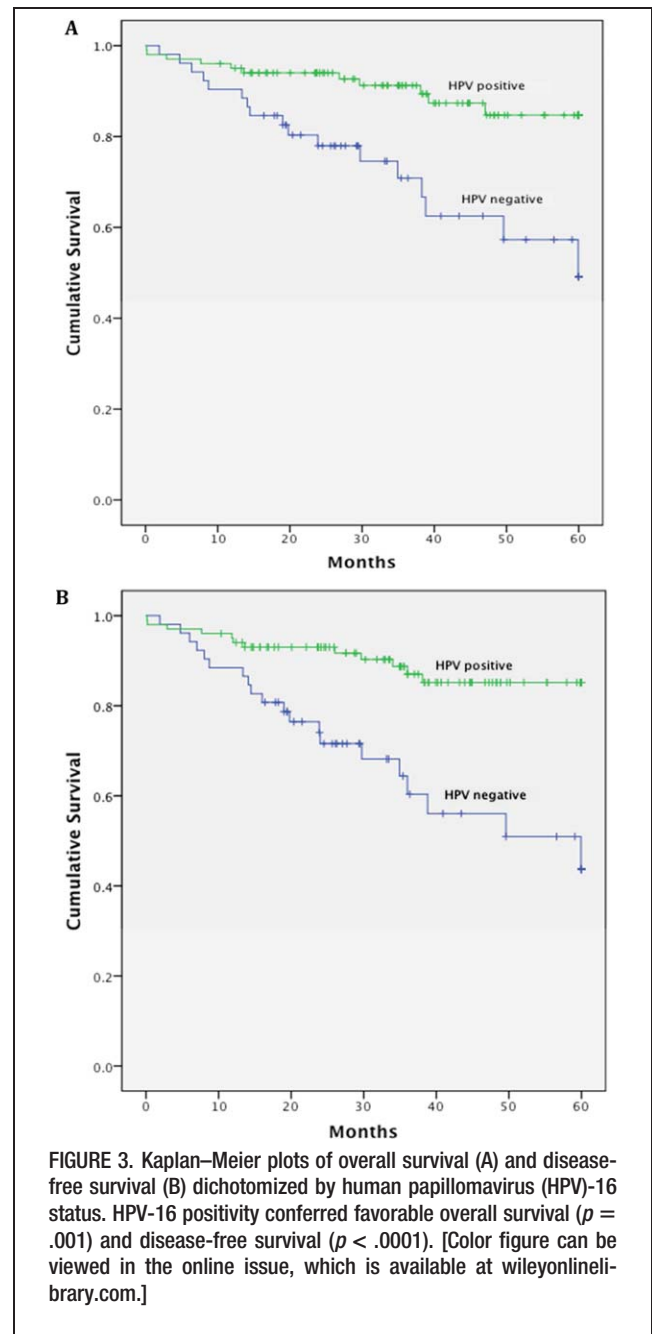 A
1.0
HPV positive
0.8
HPV negative
0.6
0.4
0.2
0.0
Cumulative Survival
0 10 20 30 40 50 60
Months
B
1.0
HPV positive
0.8
HPV negative
0.6
0.4
0.2
0.0
Cumulative Survival
0 10 20 30 40 50 60
Months
FIGURE 3. Kaplan–Meier plots of overall survival (A) and disease-
free survival (B) dichotomized by human papillomavirus (HPV)-16
status. HPV-16 positivity conferred favorable overall survival (p =
.001) and disease-free survival (p < .0001). [Color figure can be
viewed in the online issue, which is available at wileyonlineli-
brary.com.]